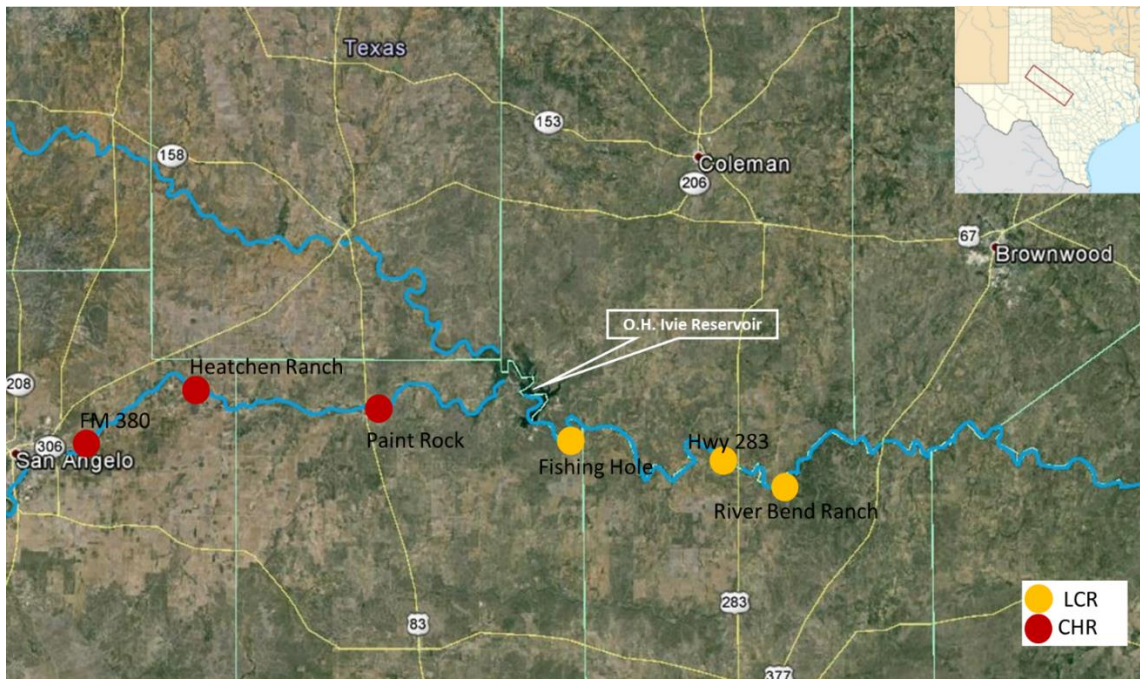 Texas
153
158
Coleman
206
67
Brownwood
O.H. Ivie Reservoir
Heatchen Ranch
208
FM 380
Paint Rock
306
San Angelo
Hwy 283
Fishing Hole
River Bend Ranch
LCR
283
CHR
83
377